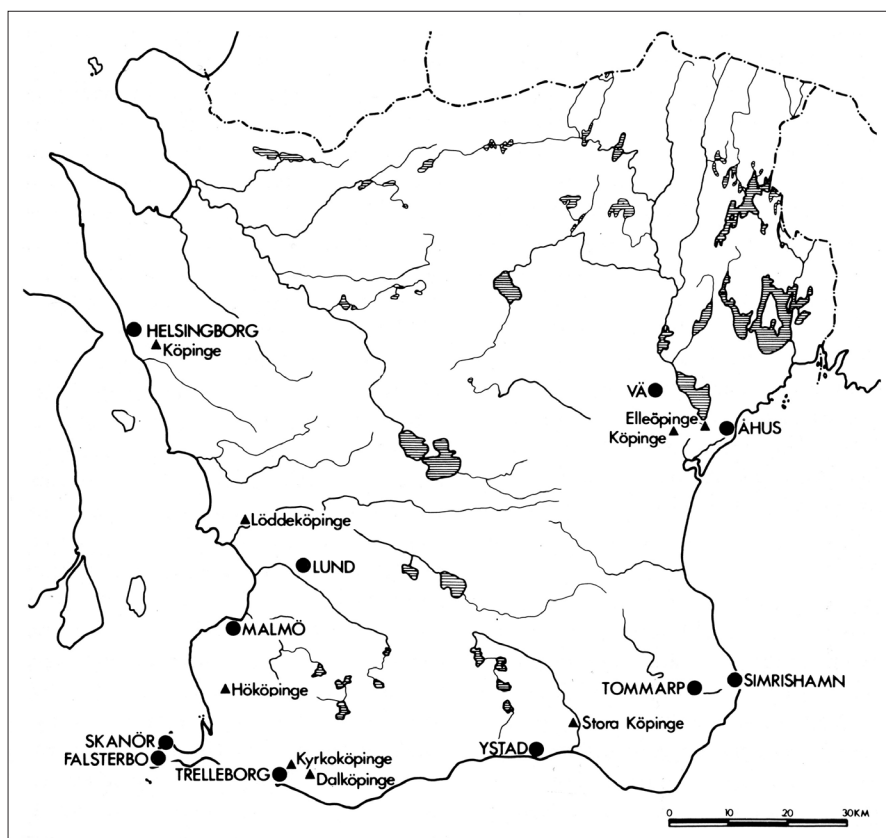 HELSINGBORG
Köpinge
VÄ
Elleöpinge
Köpinge
ÅHUS
Löddeköpinge
LUND
MALMÖ
Hököpinge
TOMMARP
SIMRISHAMN
Stora Köpinge
SKANÖR
FALSTERBO
YSTAD
Kyrkoköpinge
TRELLEBORG
Dalköpinge
0 10 20 30KM